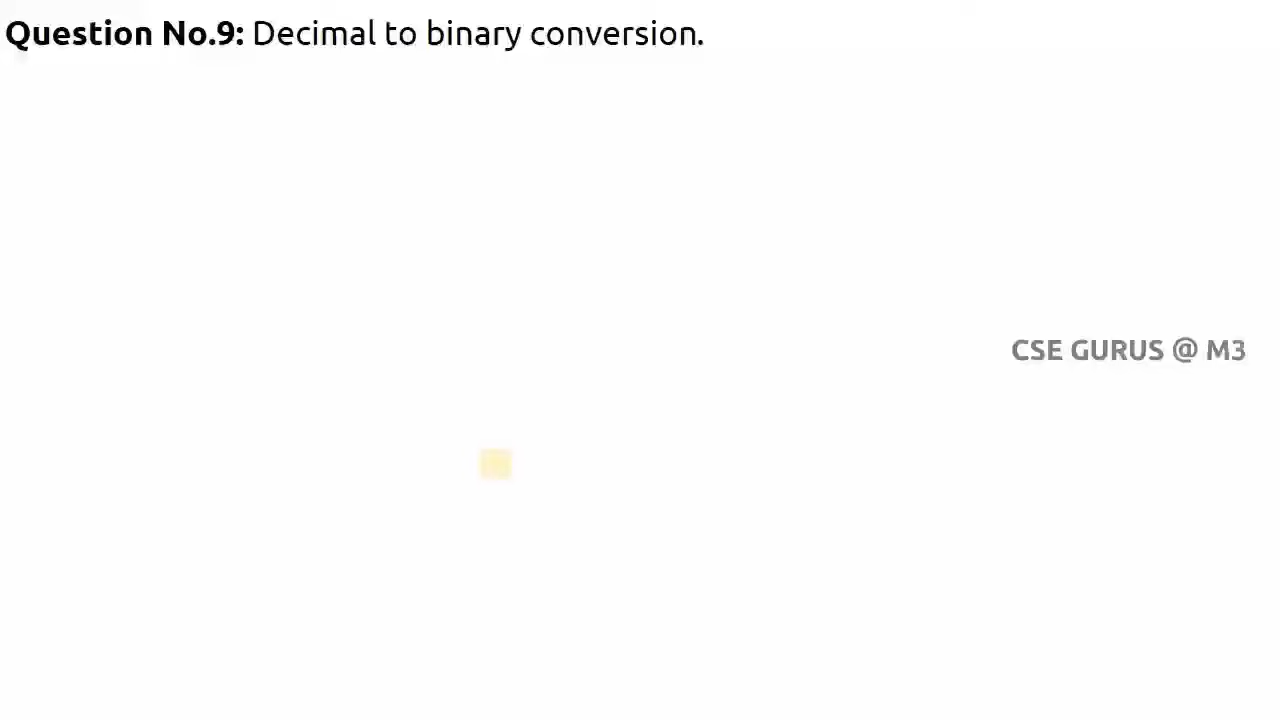 Question No.9: Decimal to binary conversion.
CSE GURUS @ M3